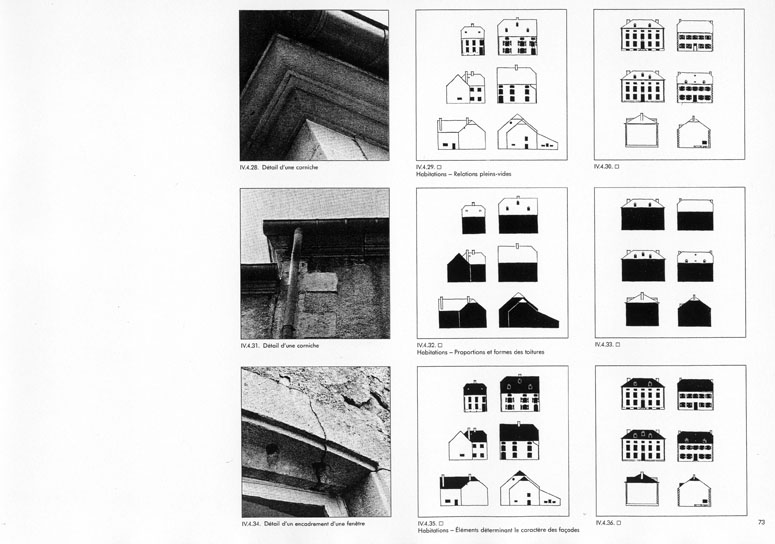 IV.4.28. Détail d'une corniche
IV.4.29. □
Habitations – Relations pleins-vides
IV.4.30. □
IV.4.31. Détail d'une corniche
IV.4.32. □
Habitations – Proportions et formes des toitures
IV.4.33. □
IV.4.34. Détail d'un encadrement d'une fenêtre
IV.4.35. □
Habitations – Éléments déterminant le caractère des façades
IV.4.36. □
73